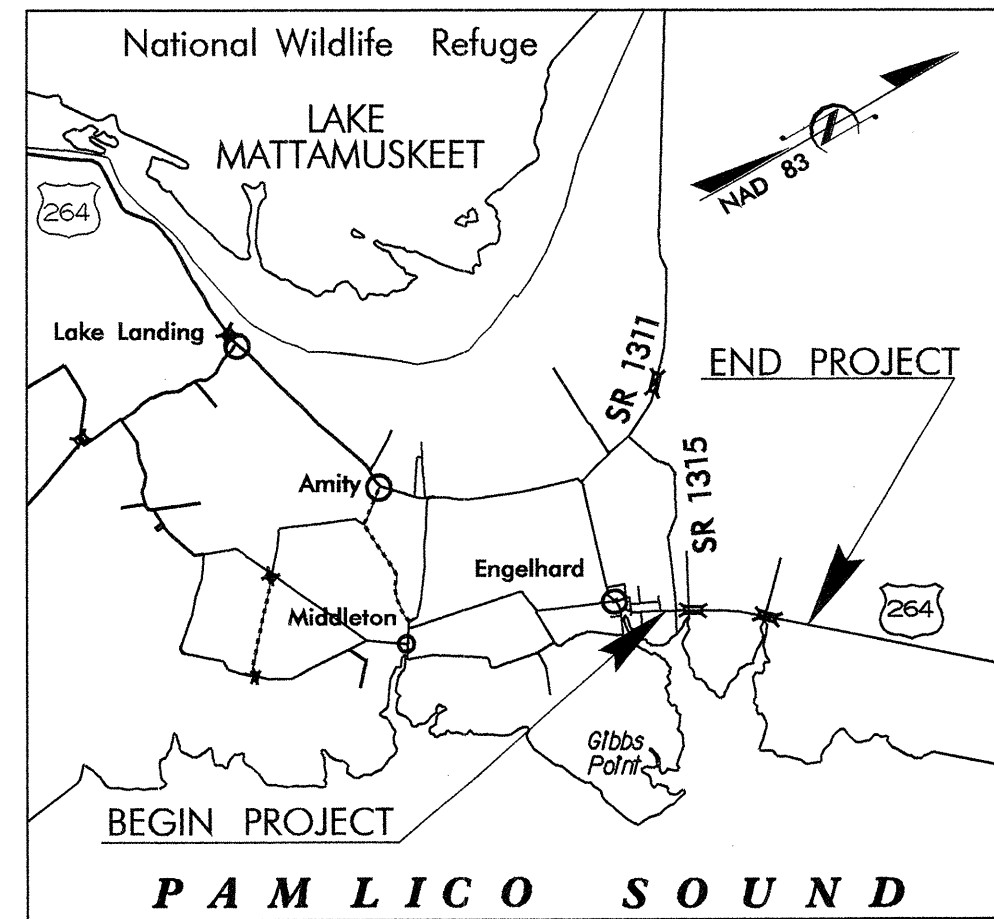 National Wildlife Refuge
LAKE
MATTAMUSKEET
NAD 83
264
Lake Landing
SR 1311
END PROJECT
SR 1315
Amity
Engelhard
264
Middleton
Gibbs
Point
BEGIN PROJECT
PAMLICO SOUND